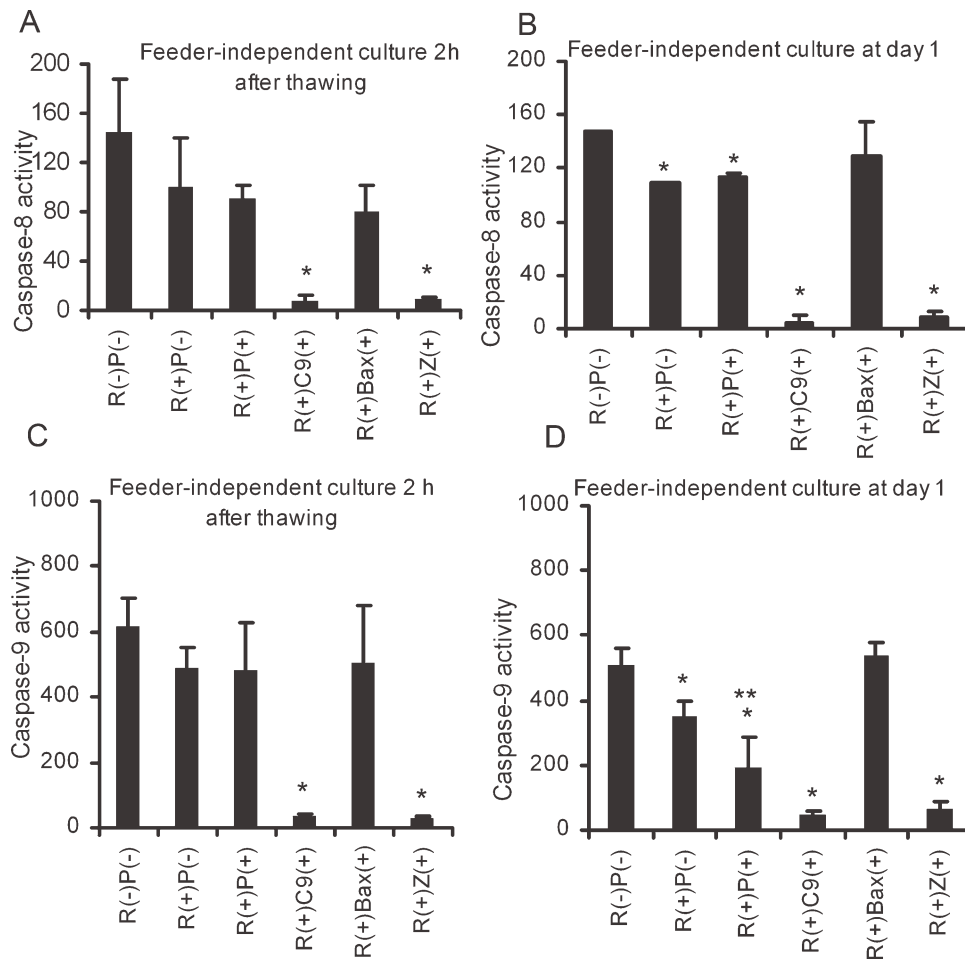 A
Feeder-independent culture 2h
after thawing
Caspase-8 activity
200
160
120
80
40
0
*
*
R(-)P(-)
R(+)P(-)
R(+)P(+)
R(+)C9(+)
R(+)Bax(+)
R(+)Z(+)
B
Feeder-independent culture at day 1
Caspase-8 activity
200
160
120
80
40
0
*
*
*
*
R(-)P(-)
R(+)P(-)
R(+)P(+)
R(+)C9(+)
R(+)Bax(+)
R(+)Z(+)
C
Feeder-independent culture 2 h
after thawing
Caspase-9 activity
1000
800
600
400
200
0
*
*
R(-)P(-)
R(+)P(-)
R(+)P(+)
R(+)C9(+)
R(+)Bax(+)
R(+)Z(+)
D
Feeder-independent culture at day 1
Caspase-9 activity
1000
800
600
400
200
0
*
**
*
*
*
R(-)P(-)
R(+)P(-)
R(+)P(+)
R(+)C9(+)
R(+)Bax(+)
R(+)Z(+)